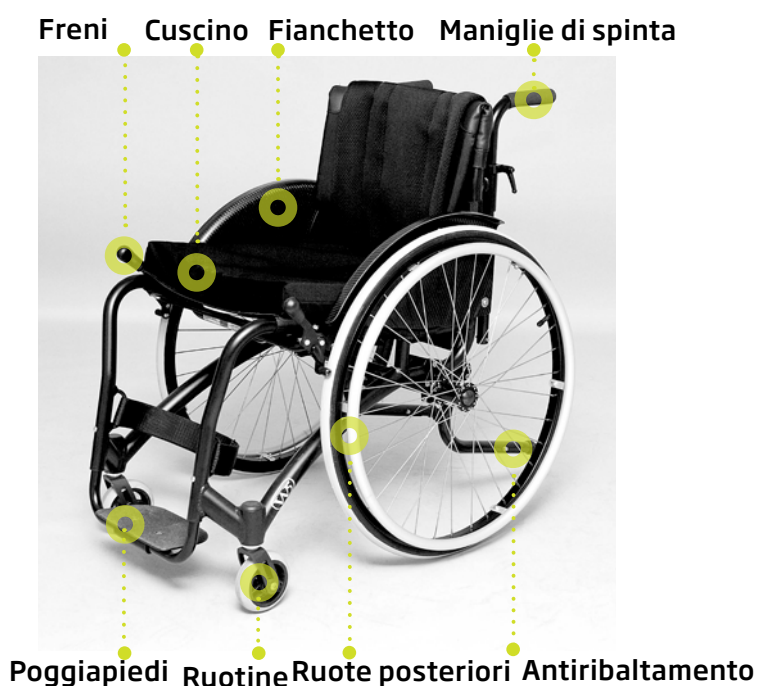 Freni
Cuscino
Fianchetto
Maniglie di spinta
Poggiapiedi
Ruotine
Ruote posteriori
Antiribaltamento